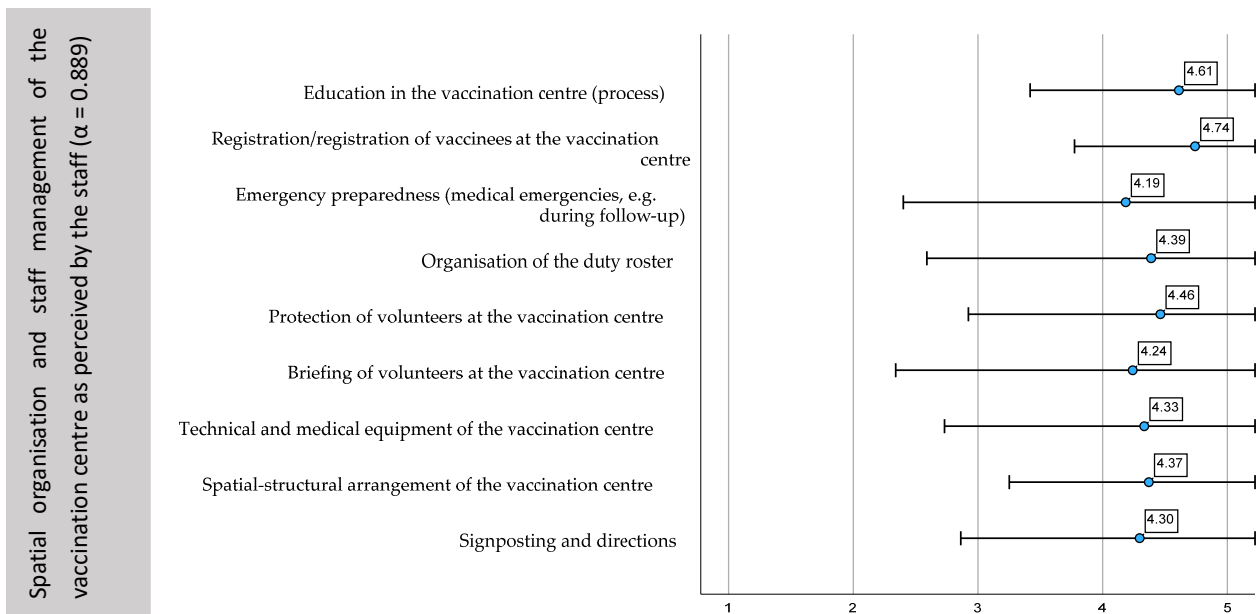 Spatial organisation and staff management of the
vaccination centre as perceived by the staff (α = 0.889)
Education in the vaccination centre (process)
4.61
Registration/registration of vaccinees at the vaccination
centre
4.74
Emergency preparedness (medical emergencies, e.g.
during follow-up)
4.19
Organisation of the duty roster
4.39
Protection of volunteers at the vaccination centre
4.46
Briefing of volunteers at the vaccination centre
4.24
Technical and medical equipment of the vaccination centre
4.33
Spatial-structural arrangement of the vaccination centre
4.37
Signposting and directions
4.30
1 2 3 4 5